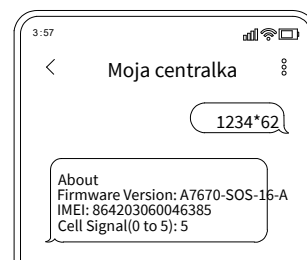 3:57
Moja centralka
1234*62
About
Firmware Version: A7670-SOS-16-A
IMEI: 864203060046385
Cell Signal(0 to 5): 5